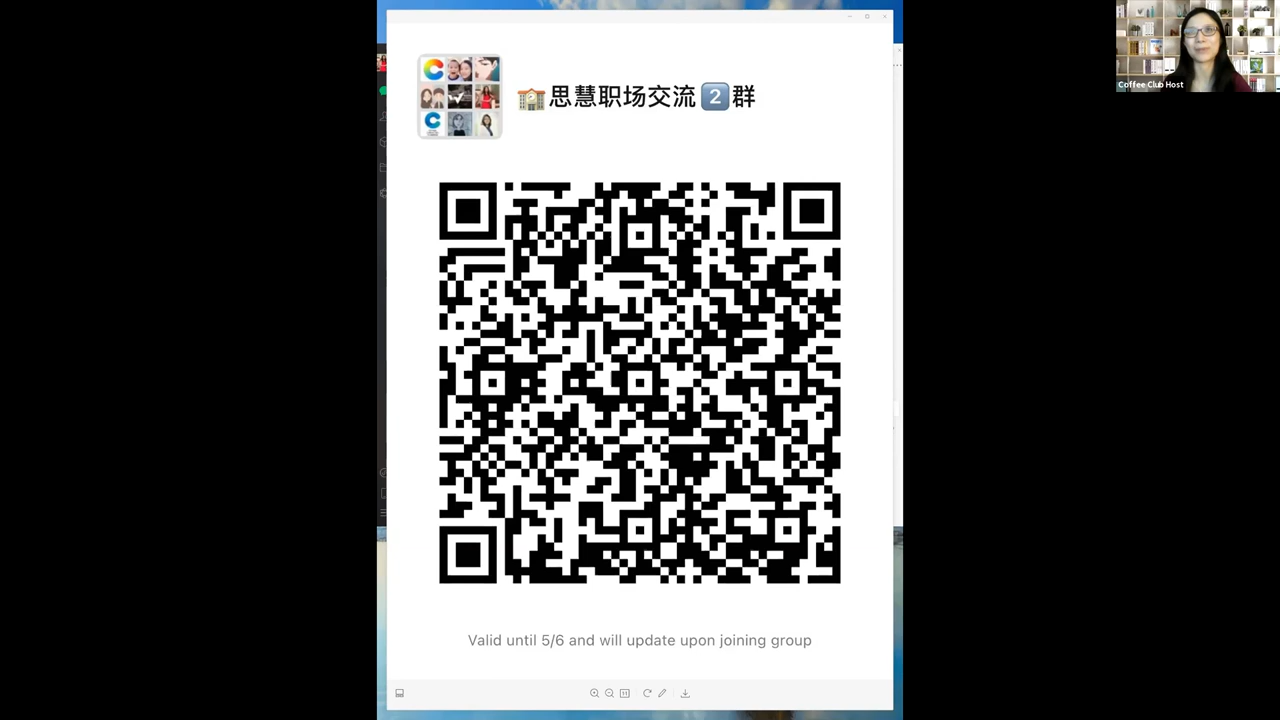 🏫思慧职场交流2️⃣群
Coffee Club Host
Valid until 5/6 and will update upon joining group